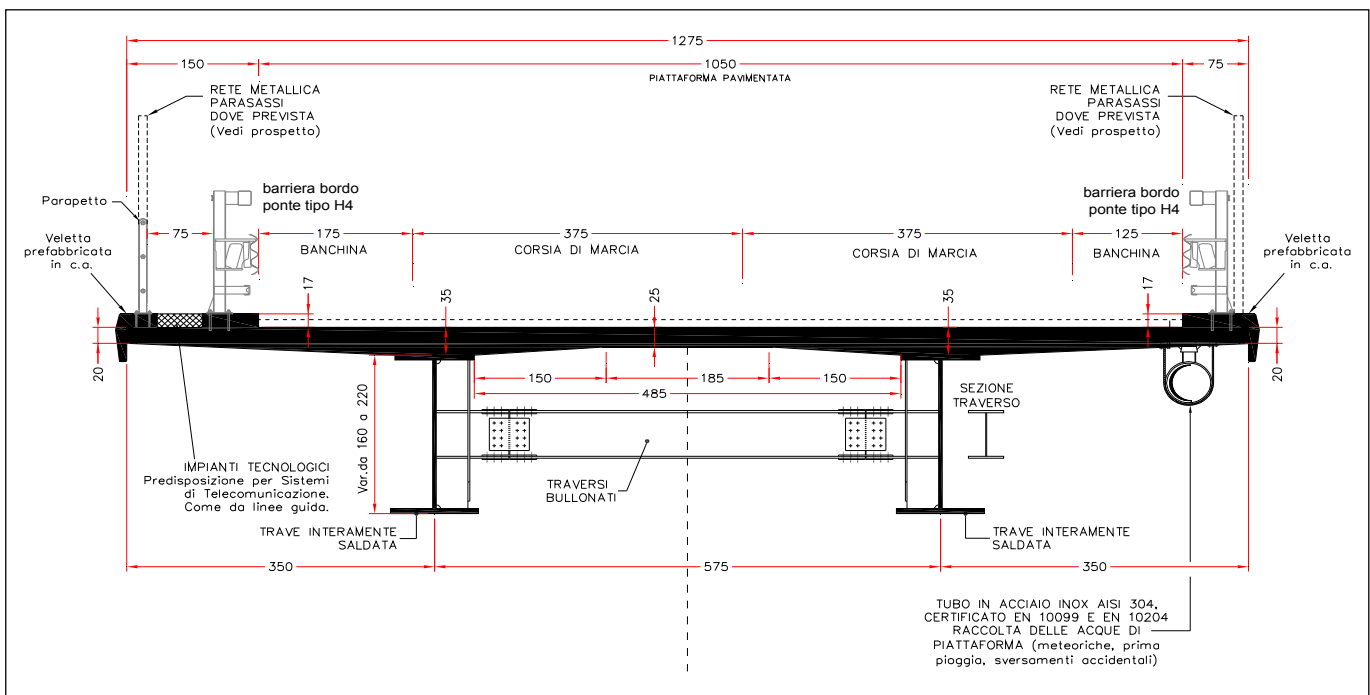 1275
150
1050
75
PIATTAFORMA PAVIMENTATA
RETE METALLICA
PARASASSI
DOVE PREVISTA
(Vedi prospetto)
RETE METALLICA
PARASASSI
DOVE PREVISTA
(Vedi prospetto)
barriera bordo
ponte tipo H4
barriera bordo
ponte tipo H4
Parapetto
Veletta
prefabbricata
in c.a.
Veletta
prefabbricata
in c.a.
75
175
375
375
125
BANCHINA
CORSIA DI MARCIA
CORSIA DI MARCIA
BANCHINA
17
35
25
35
17
20
20
150
185
150
485
SEZIONE
TRAVERSO
Var.da 160 a 220
IMPIANTI TECNOLOGICI
Predisposizione per Sistemi
di Telecomunicazione.
Come da linee guida.
TRAVERSI
BULLONATI
TRAVE INTERAMENTE
SALDATA
TRAVE INTERAMENTE
SALDATA
350
575
350
TUBO IN ACCIAIO INOX AISI 304,
CERTIFICATO EN 10099 E EN 10204
RACCOLTA DELLE ACQUE DI
PIATTAFORMA (meteoriche, prima
pioggia, sversamenti accidentali)